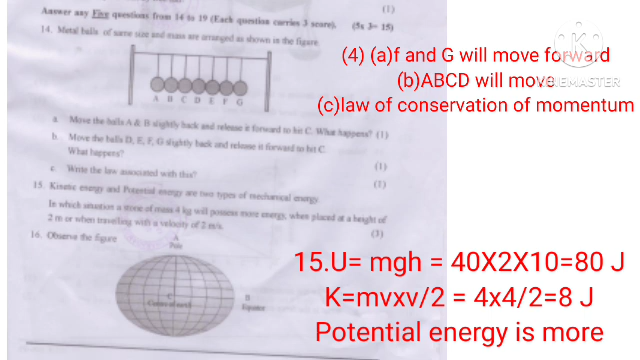 (1)
Answer any Five questions from 14 to 19 (Each question carries 3 score). (5x 3= 15)
14. Metal balls of same size and mass are arranged as shown in the figure.
A B C D E F G
a. Move the balls A & B slightly back and release it forward to hit C. What happens? (1)
b. Move the balls D, E, F, G slightly back and release it forward to hit C.
What happens? (1)
c. Write the law associated with this? (1)
15. Kinetic energy and Potential energy are two types of mechanical energy.
In which situation a stone of mass 4 kg will possess more energy, when placed at a height of
2 m or when travelling with a velocity of 2 m/s. (3)
16. Observe the figure
A
Pole
C
B
Equator
(4) (a)f and G will move forward
(b)ABCD will move
(c)law of conservation of momentum
15.U= mgh = 40X2X10=80 J
K=mvxv/2 = 4x4/2=8 J
Potential energy is more